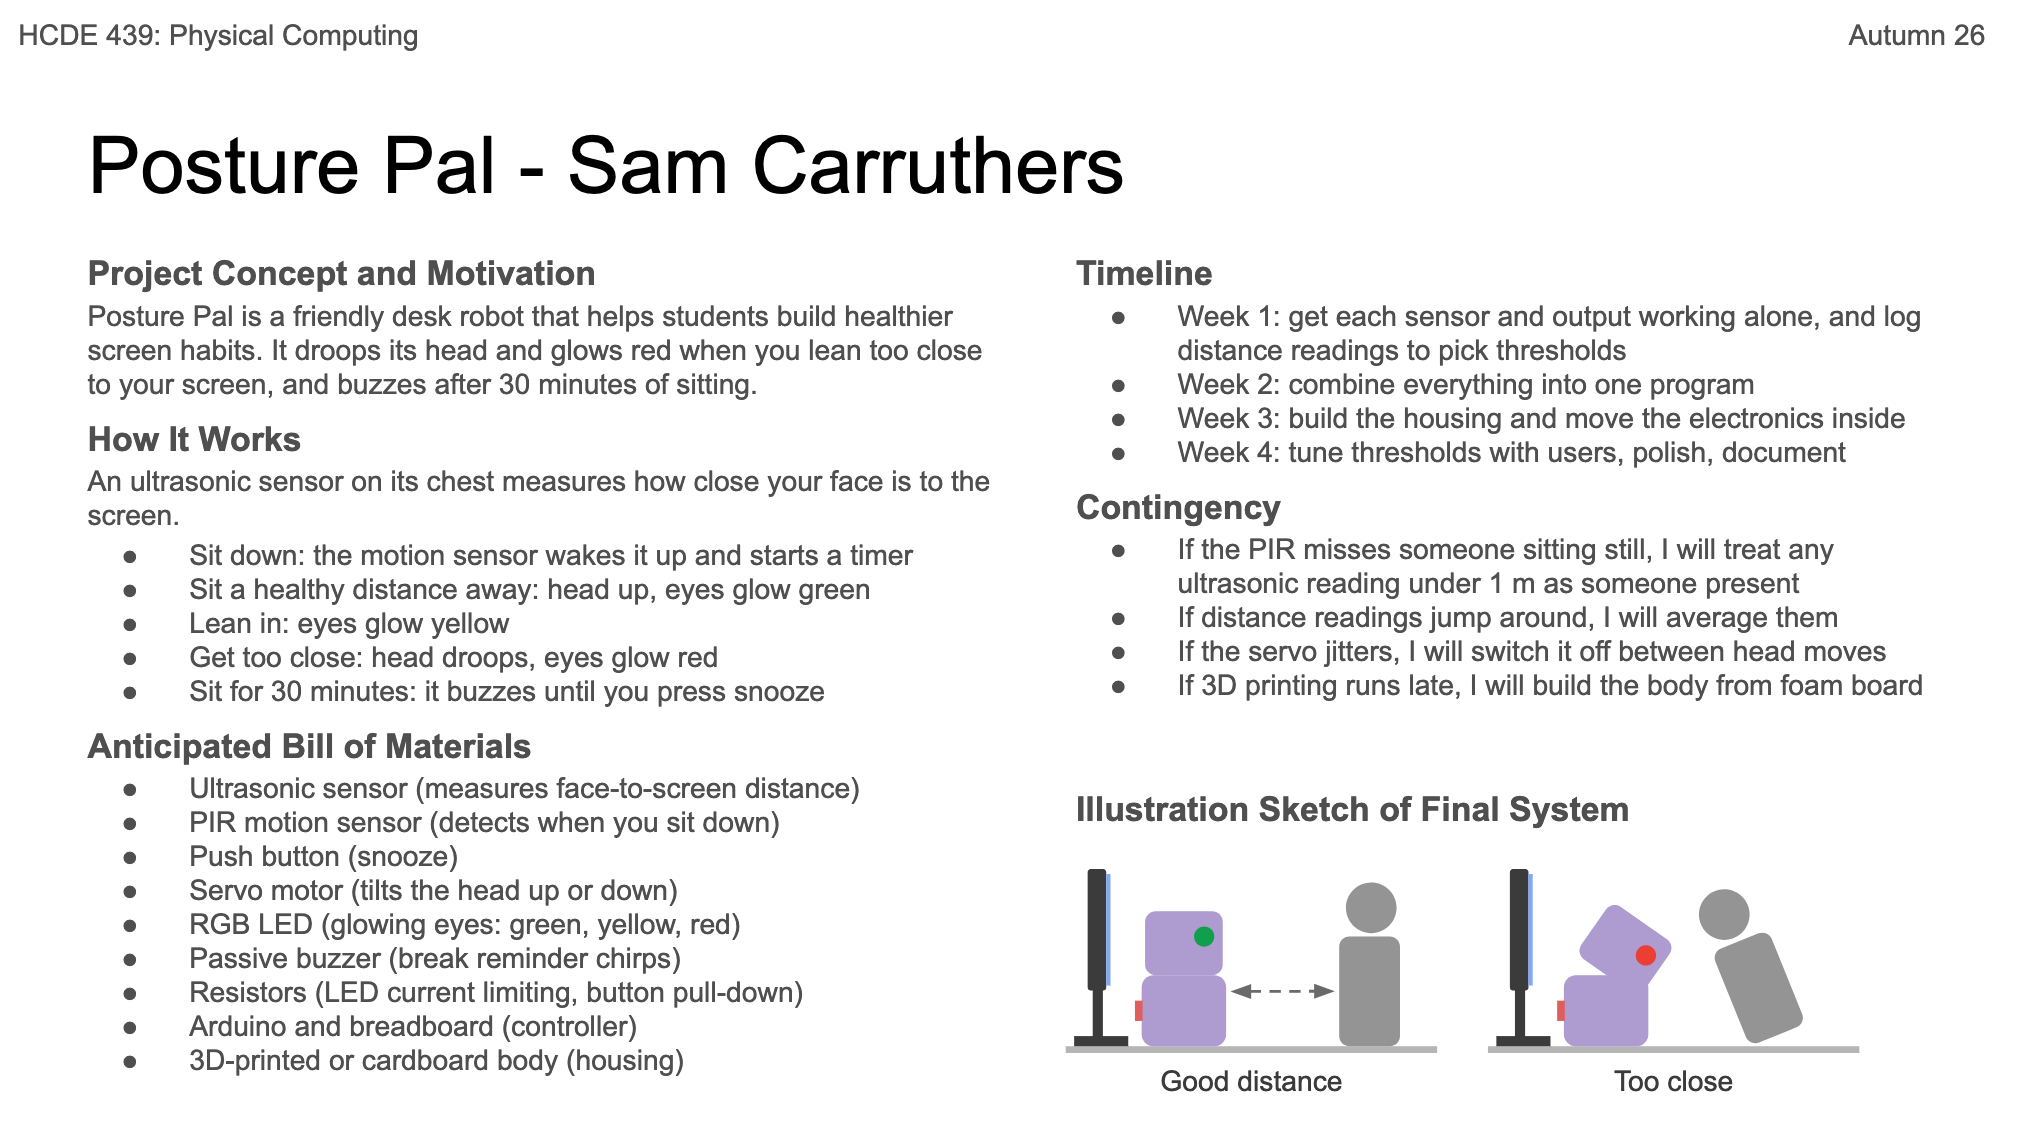 HCDE 439: Physical Computing
Autumn 26
Posture Pal - Sam Carruthers
Project Concept and Motivation
Posture Pal is a friendly desk robot that helps students build healthier
screen habits. It droops its head and glows red when you lean too close
to your screen, and buzzes after 30 minutes of sitting.
How It Works
An ultrasonic sensor on its chest measures how close your face is to the
screen.
● Sit down: the motion sensor wakes it up and starts a timer
● Sit a healthy distance away: head up, eyes glow green
● Lean in: eyes glow yellow
● Get too close: head droops, eyes glow red
● Sit for 30 minutes: it buzzes until you press snooze
Anticipated Bill of Materials
● Ultrasonic sensor (measures face-to-screen distance)
● PIR motion sensor (detects when you sit down)
● Push button (snooze)
● Servo motor (tilts the head up or down)
● RGB LED (glowing eyes: green, yellow, red)
● Passive buzzer (break reminder chirps)
● Resistors (LED current limiting, button pull-down)
● Arduino and breadboard (controller)
● 3D-printed or cardboard body (housing)
Timeline
● Week 1: get each sensor and output working alone, and log
distance readings to pick thresholds
● Week 2: combine everything into one program
● Week 3: build the housing and move the electronics inside
● Week 4: tune thresholds with users, polish, document
Contingency
● If the PIR misses someone sitting still, I will treat any
ultrasonic reading under 1 m as someone present
● If distance readings jump around, I will average them
● If the servo jitters, I will switch it off between head moves
● If 3D printing runs late, I will build the body from foam board
Illustration Sketch of Final System
Good distance
Too close